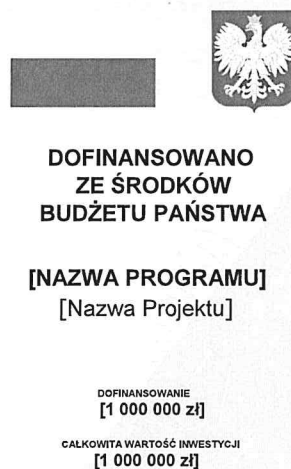 DOFINANSOWANO
ZE ŚRODKÓW
BUDŻETU PAŃSTWA
[NAZWA PROGRAMU]
[Nazwa Projektu]
DOFINANSOWANIE
[1 000 000 zł]
CAŁKOWITA WARTOŚĆ INWESTYCJI
[1 000 000 zł]